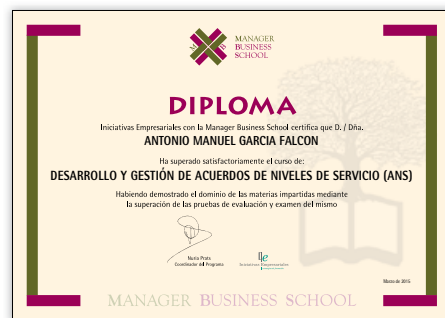 M B
MANAGER
BUSINESS
SCHOOL
DIPLOMA
Iniciativas Empresariales con la Manager Business School certifica que D. / Dña.
ANTONIO MANUEL GARCIA FALCON
Ha superado satisfactoriamente el curso de:
DESARROLLO Y GESTIÓN DE ACUERDOS DE NIVELES DE SERVICIO (ANS)
Habiendo demostrado el dominio de las materias impartidas mediante
la superación de las pruebas de evaluación y examen del mismo
Nuria Prats
Coordinador del Programa
Iniciativas Empresariales
Marzo de 2015
MANAGER BUSINESS SCHOOL